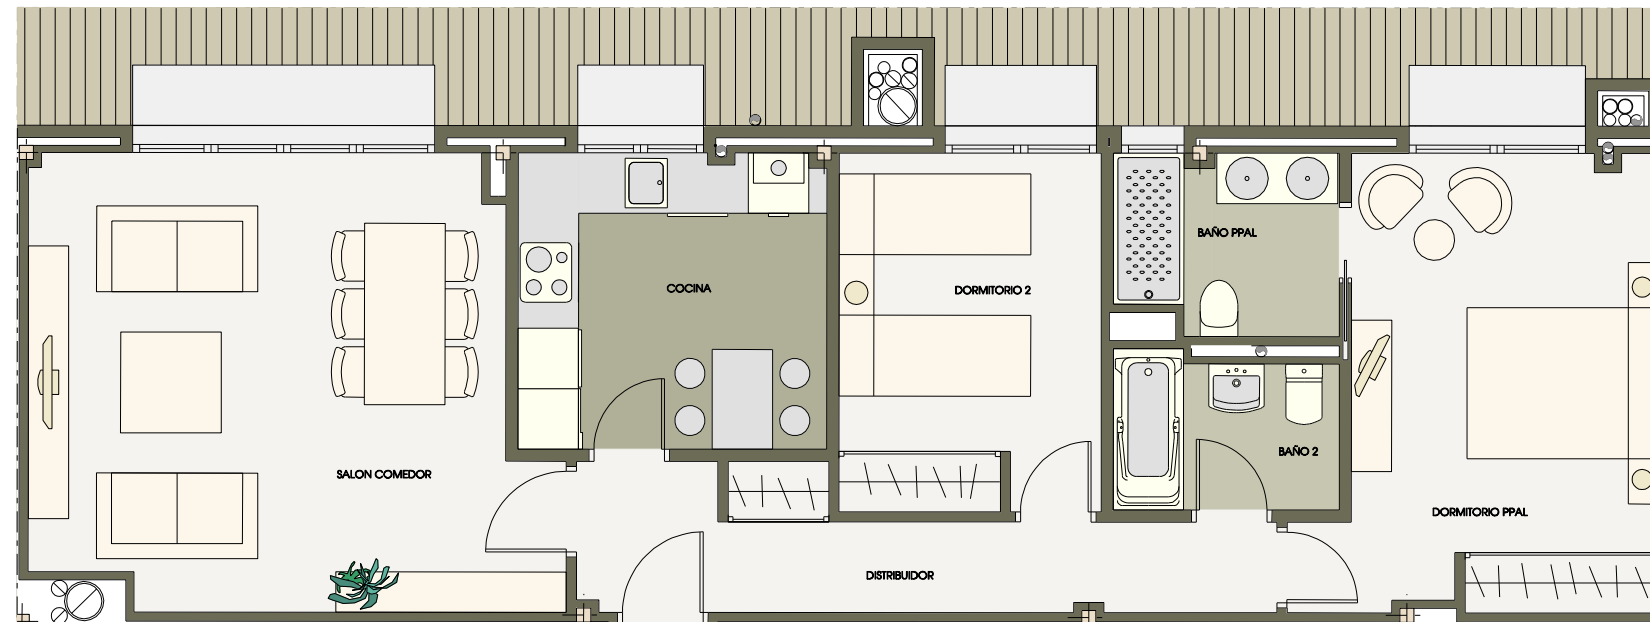 BAÑO PPAL
COCINA
DORMITORIO 2
BAÑO 2
SALON COMEDOR
DORMITORIO PPAL
DISTRIBUIDOR